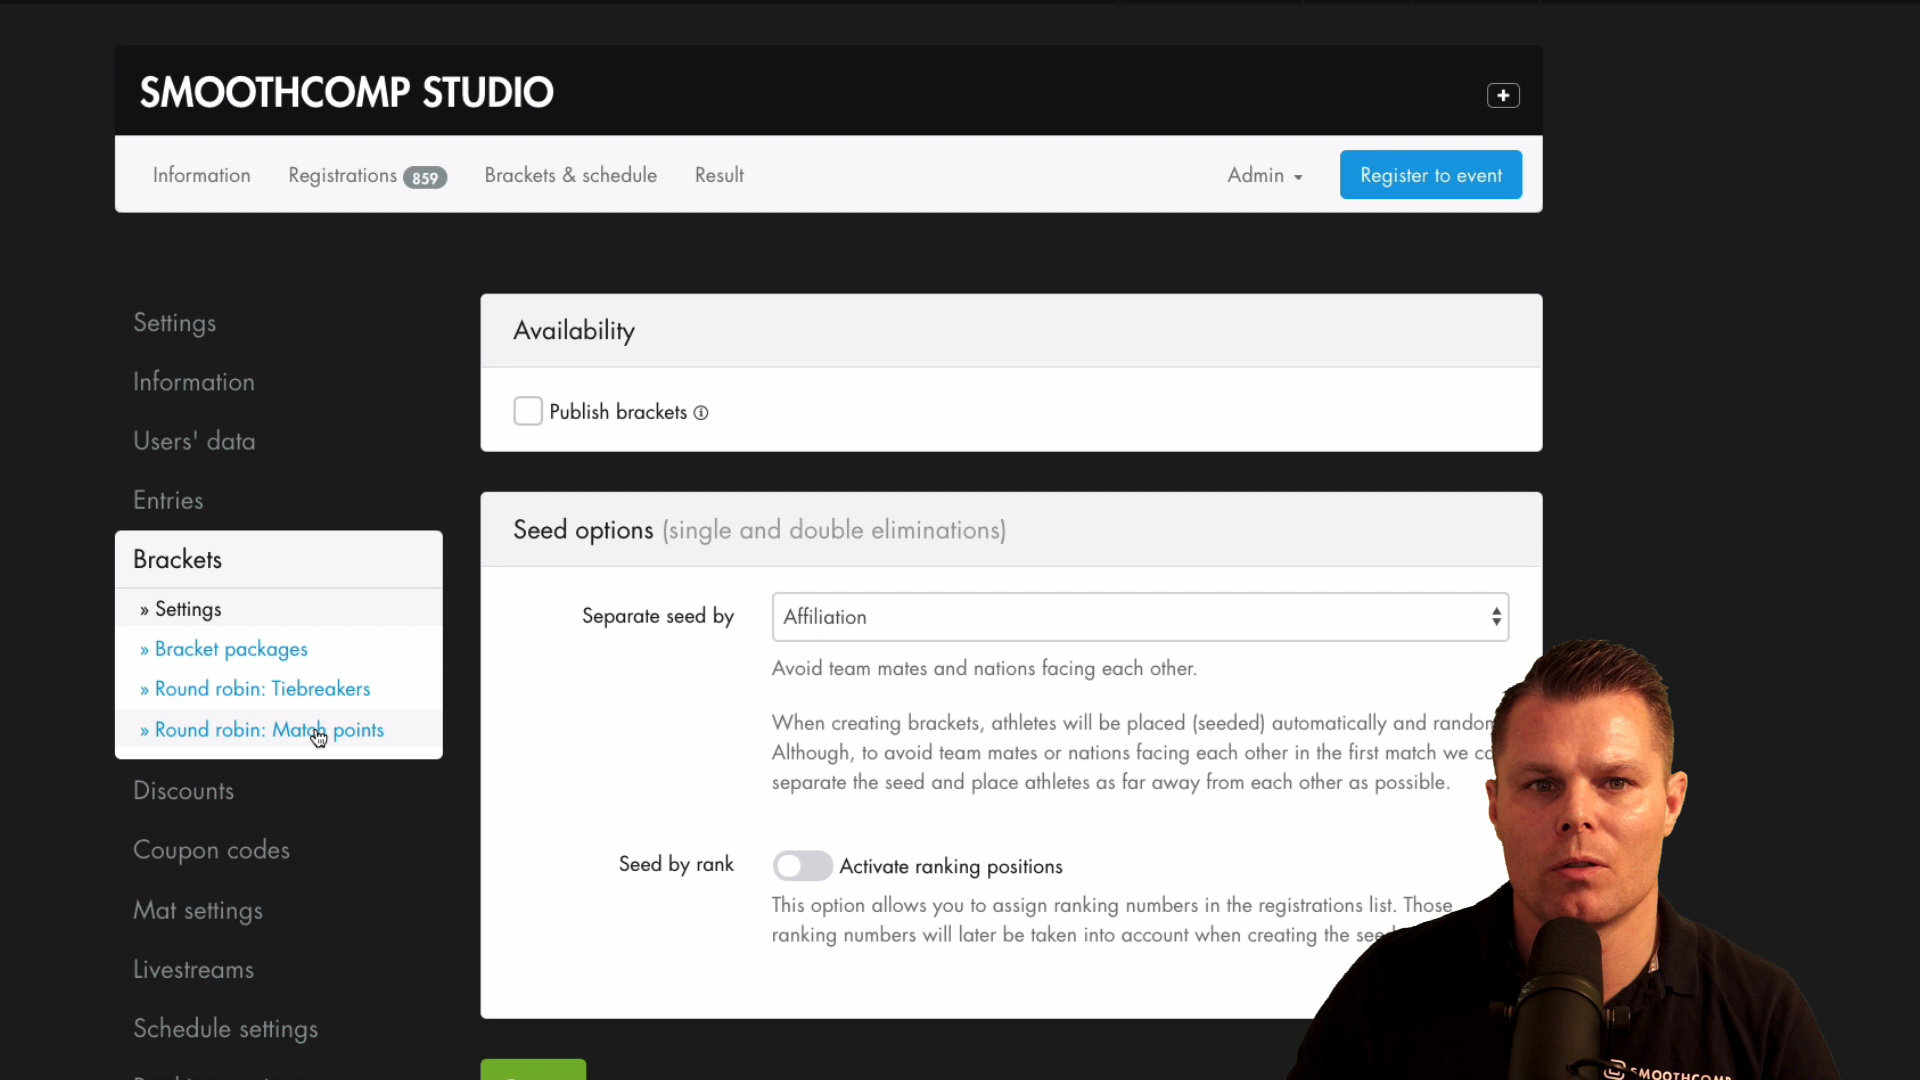 SMOOTHCOMP STUDIO
Information Registrations 859 Brackets & schedule Result Admin Register to event
Settings
Information
Users' data
Entries
Brackets
» Settings
» Bracket packages
» Round robin: Tiebreakers
» Round robin: Match points
Discounts
Coupon codes
Mat settings
Livestreams
Schedule settings
Availability
Publish brackets
Seed options (single and double eliminations)
Separate seed by Affiliation
Avoid team mates and nations facing each other.
When creating brackets, athletes will be placed (seeded) automatically and
Although, to avoid team mates or nations facing each other in the first match we
separate the seed and place athletes as far away from each other as possible.
Seed by rank Activate ranking positions
This option allows you to assign ranking numbers in the registrations list. Those
ranking numbers will later be taken into account when creating the
SMOOTHCOMP